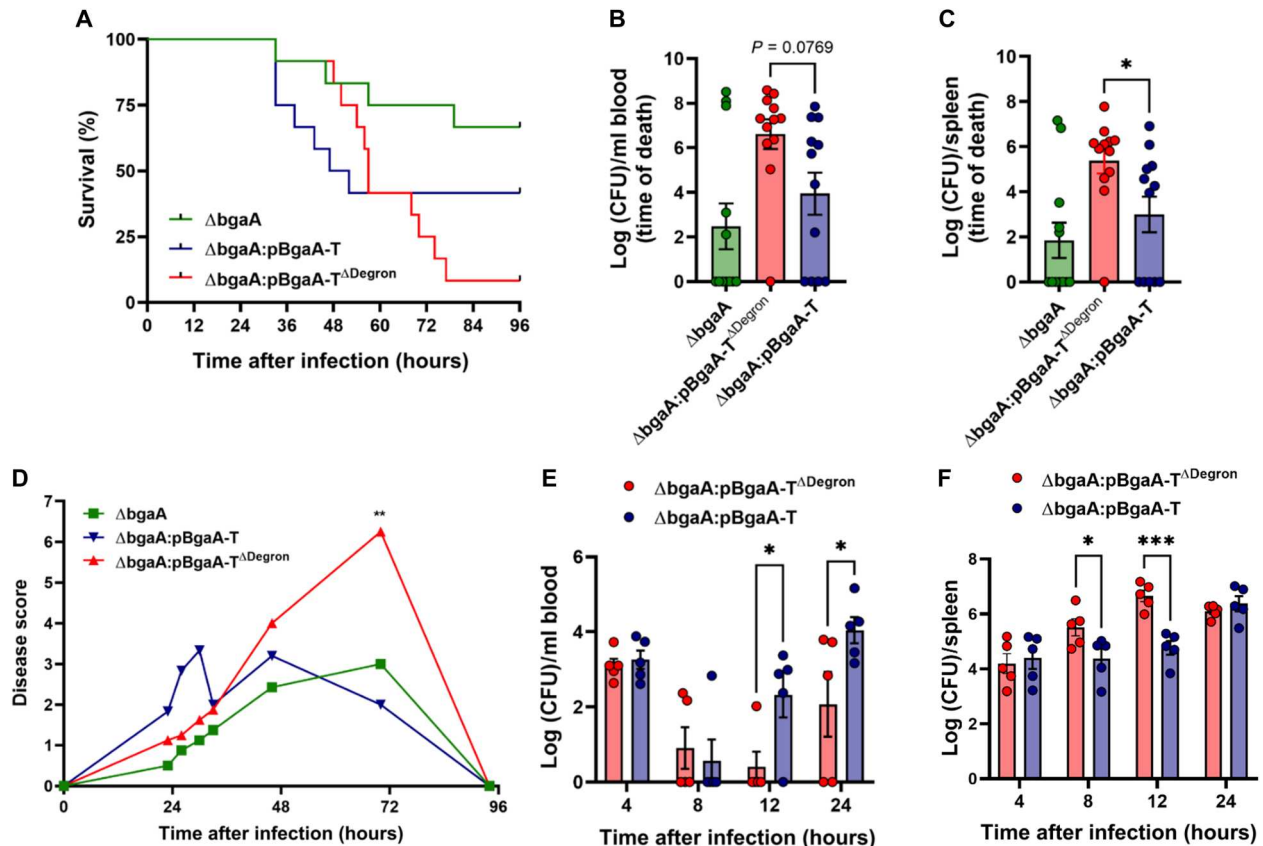 A
Survival (%)
100
75
50
25
0
ΔbgaA
ΔbgaA:pBgaA-T
ΔbgaA:pBgaA-TΔDegron
0 12 24 36 48 60 72 84 96
Time after infection (hours)
B
P = 0.0769
Log (CFU)/ml blood
(time of death)
10
8
6
4
2
0
ΔbgaA
ΔbgaA:pBgaA-TΔDegron
ΔbgaA:pBgaA-T
C
*
Log (CFU)/spleen
(time of death)
10
8
6
4
2
0
ΔbgaA
ΔbgaA:pBgaA-TΔDegron
ΔbgaA:pBgaA-T
D
Disease score
7
6
5
4
3
2
1
0
ΔbgaA
ΔbgaA:pBgaA-T
ΔbgaA:pBgaA-TΔDegron
**
0 24 48 72 96
Time after infection (hours)
E
ΔbgaA:pBgaA-TΔDegron
ΔbgaA:pBgaA-T
Log (CFU)/ml blood
6
4
2
0
* *
4 8 12 24
Time after infection (hours)
F
ΔbgaA:pBgaA-TΔDegron
ΔbgaA:pBgaA-T
Log (CFU)/spleen
8
6
4
2
0
* ***
4 8 12 24
Time after infection (hours)